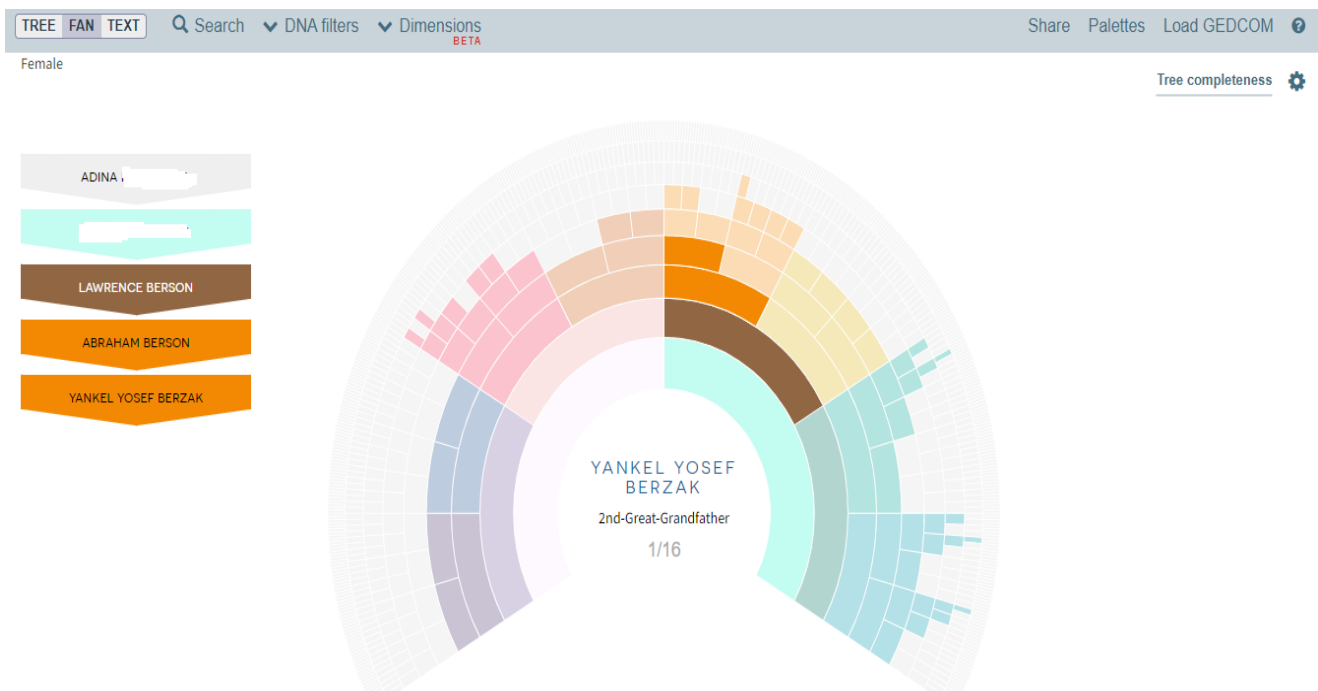 TREE FAN TEXT Search DNA filters Dimensions Share Palettes Load GEDCOM ?
BETA
Female
Tree completeness
ADINA
LAWRENCE BERSON
ABRAHAM BERSON
YANKEL YOSEF BERZAK
YANKEL YOSEF
BERZAK
2nd-Great-Grandfather
1/16